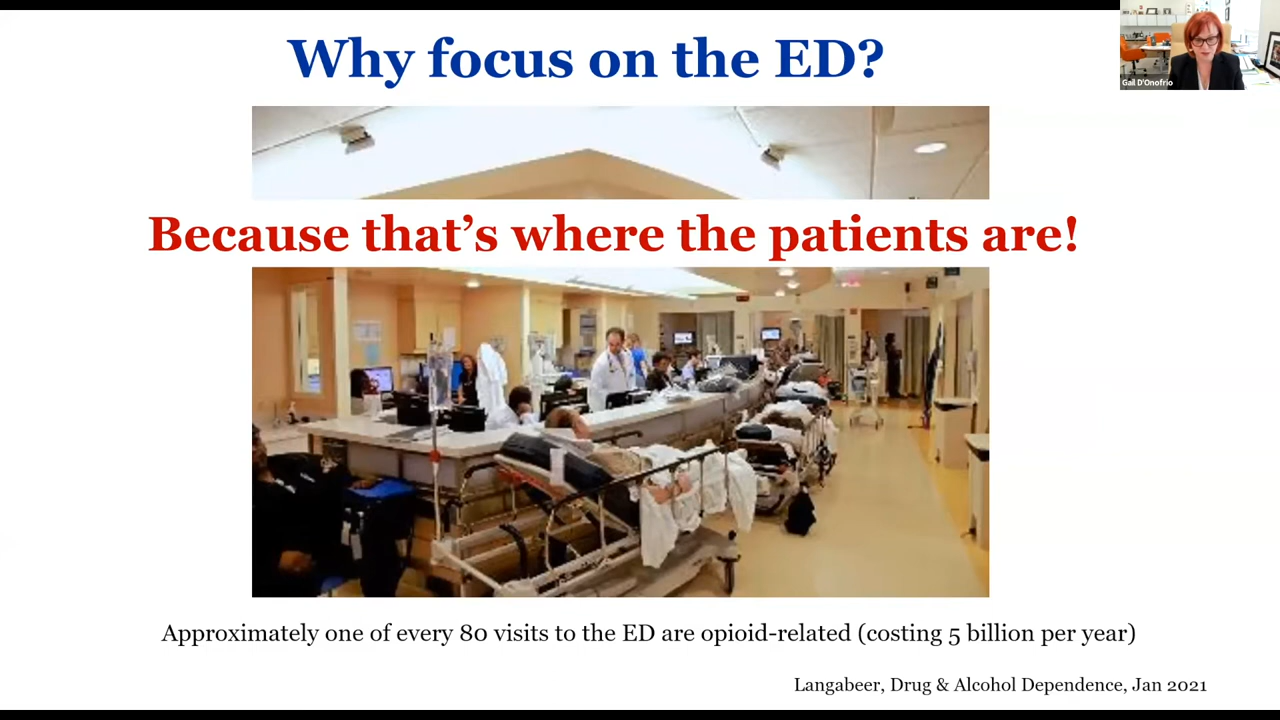 Why focus on the ED?
Gail D'Onofrio
Because that's where the patients are!
Approximately one of every 80 visits to the ED are opioid-related (costing 5 billion per year)
Langabeer, Drug & Alcohol Dependence, Jan 2021